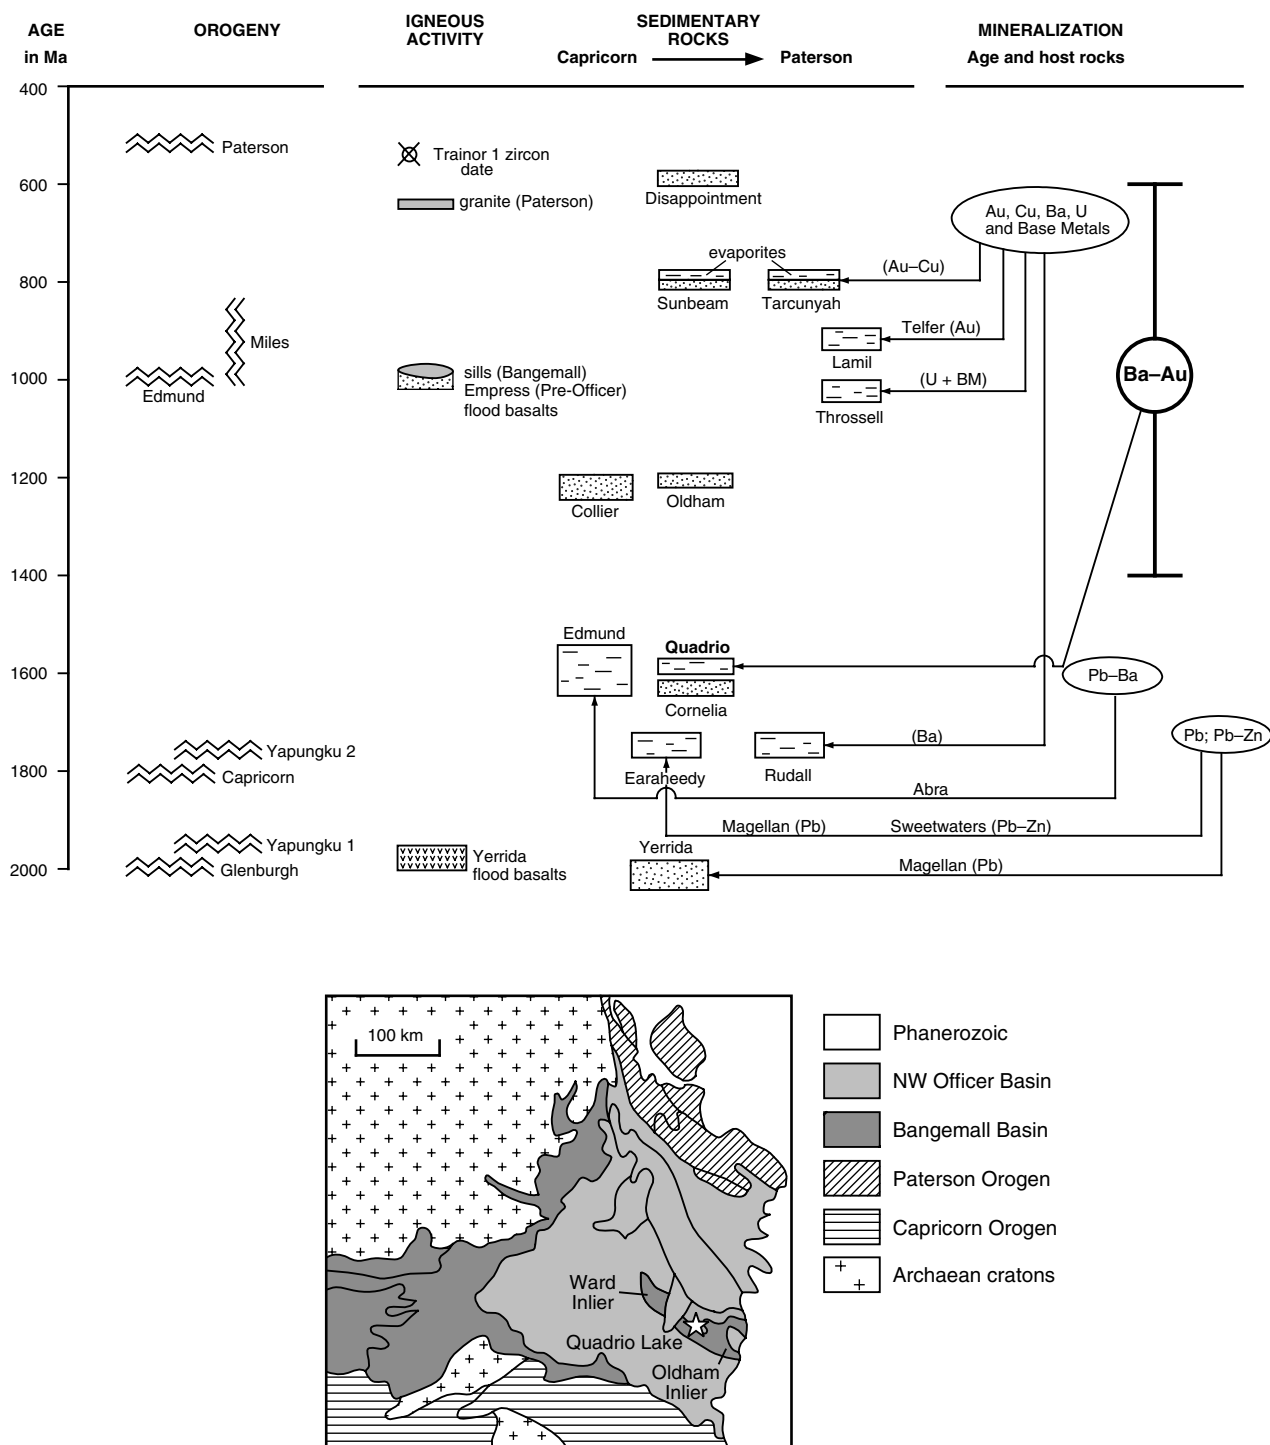 AGE
in Ma
OROGENY
IGNEOUS
ACTIVITY
SEDIMENTARY
ROCKS
Capricorn
Paterson
MINERALIZATION
Age and host rocks
400
600
800
1000
1200
1400
1600
1800
2000
Paterson
Miles
Edmund
Yapungku 2
Capricorn
Yapungku 1
Glenburgh
Trainor 1 zircon
date
granite (Paterson)
sills (Bangemall)
Empress (Pre-Officer)
flood basalts
Yerrida
flood basalts
Disappointment
evaporites
Sunbeam
Tarcunyah
Lamil
Throssell
Collier
Oldham
Edmund
Quadrio
Cornelia
Earaheedy
Rudall
Yerrida
Au, Cu, Ba, U
and Base Metals
(Au–Cu)
Telfer (Au)
(U + BM)
Ba–Au
Pb–Ba
Pb; Pb–Zn
(Ba)
Abra
Magellan (Pb)
Sweetwaters (Pb–Zn)
Magellan (Pb)
100 km
Ward
Inlier
Quadrio Lake
Oldham
Inlier
Phanerozoic
NW Officer Basin
Bangemall Basin
Paterson Orogen
Capricorn Orogen
Archaean cratons